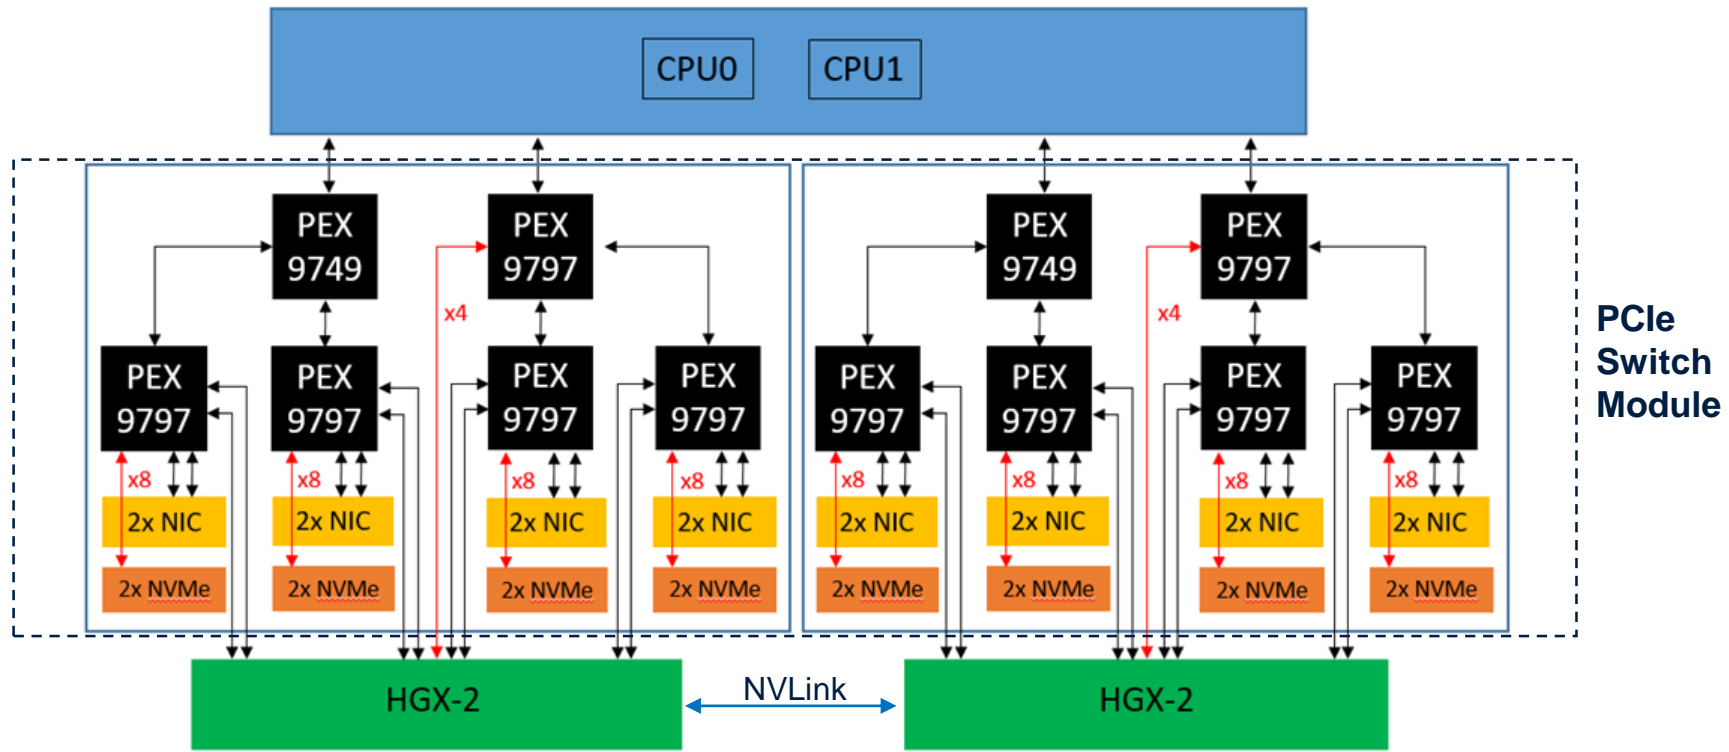 CPU0 CPU1
PEX
9749
PEX
9797
PEX
9749
PEX
9797
x4
x4
PCIe
Switch
Module
PEX
9797
PEX
9797
PEX
9797
PEX
9797
PEX
9797
PEX
9797
PEX
9797
PEX
9797
x8
x8
x8
x8
x8
x8
x8
x8
2x NIC
2x NIC
2x NIC
2x NIC
2x NIC
2x NIC
2x NIC
2x NIC
2x NVMe
2x NVMe
2x NVMe
2x NVMe
2x NVMe
2x NVMe
2x NVMe
2x NVMe
HGX-2
NVLink
HGX-2